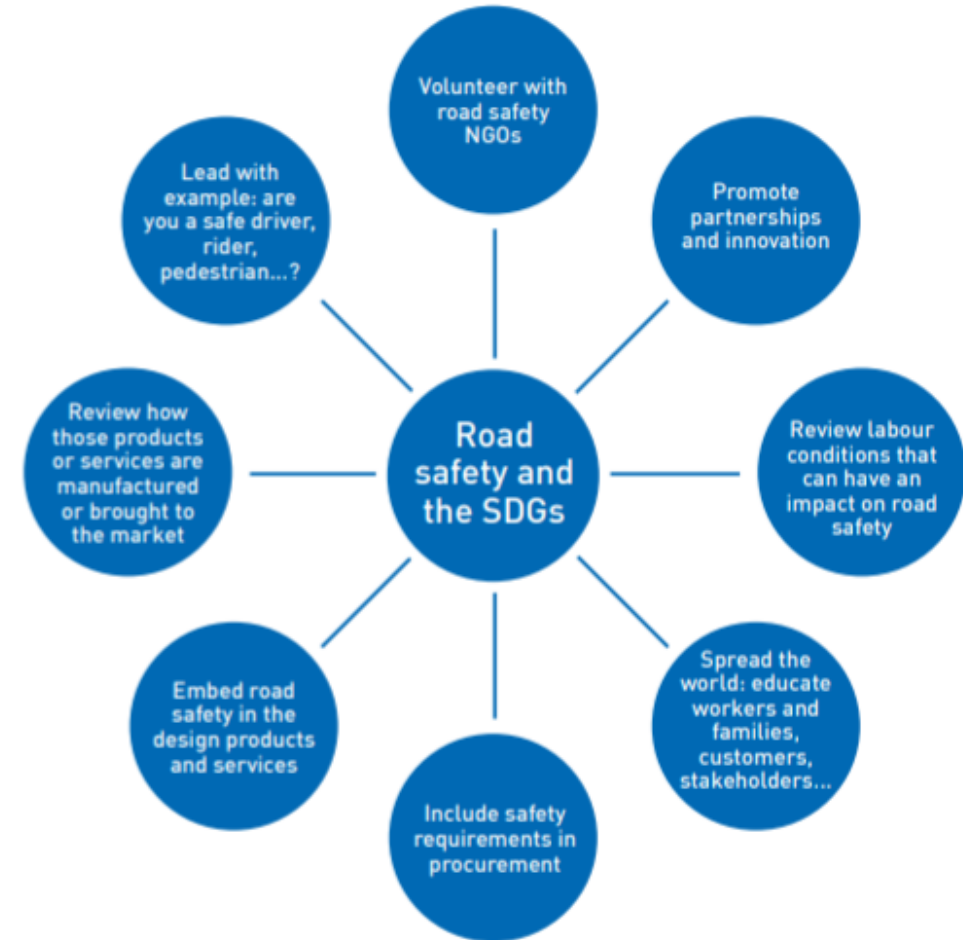 Volunteer with
road safety
NGOs
Promote
partnerships
and innovation
Review labour
conditions that
can have an
impact on road
safety
Spread the
world: educate
workers and
families,
customers,
stakeholders...
Include safety
requirements in
procurement
Embed road
safety in the
design products
and services
Review how
those products
or services are
manufactured
or brought to
the market
Lead with
example: are
you a safe driver,
rider,
pedestrian...?
Road
safety and
the SDGs